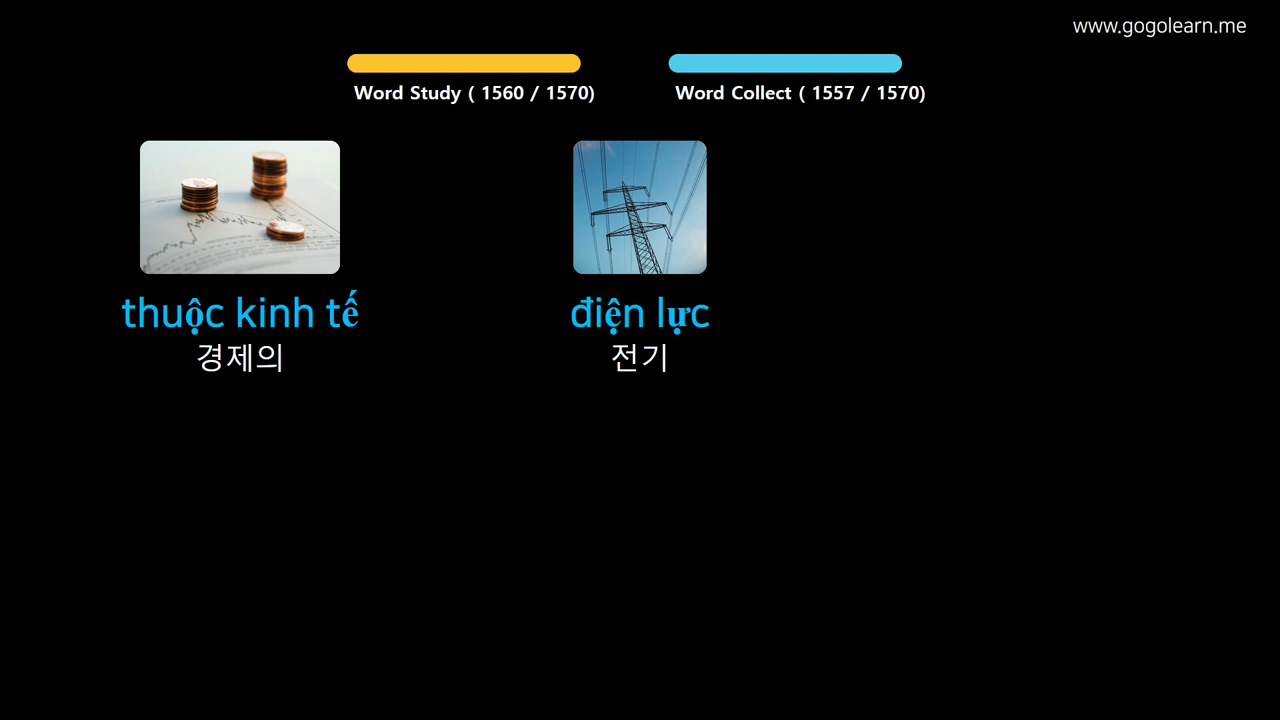 www.gogolearn.me
Word Study ( 1560 / 1570)
Word Collect ( 1557 / 1570)
thuộc kinh tế
경제의
điện lực
전기